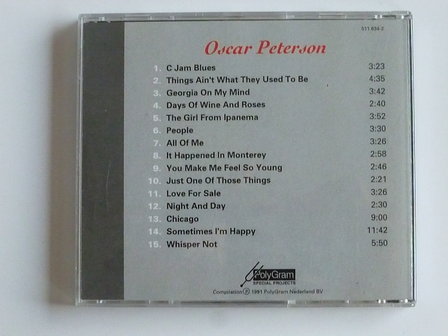 511 634-2
Oscar Peterson
1. C Jam Blues 3:23
2. Things Ain't What They Used To Be 4:35
3. Georgia On My Mind 3:42
4. Days Of Wine And Roses 2:40
5. The Girl From Ipanema 3:52
6. People 3:30
7. All Of Me 3:26
8. It Happened In Monterey 2:58
9. You Make Me Feel So Young 2:46
10. Just One Of Those Things 2:21
11. Love For Sale 3:26
12. Night And Day 2:30
13. Chicago 9:00
14. Sometimes I'm Happy 11:42
15. Whisper Not 5:50
PolyGram
SPECIAL PROJECTS
Compilation ℗ 1991 PolyGram Nederland BV